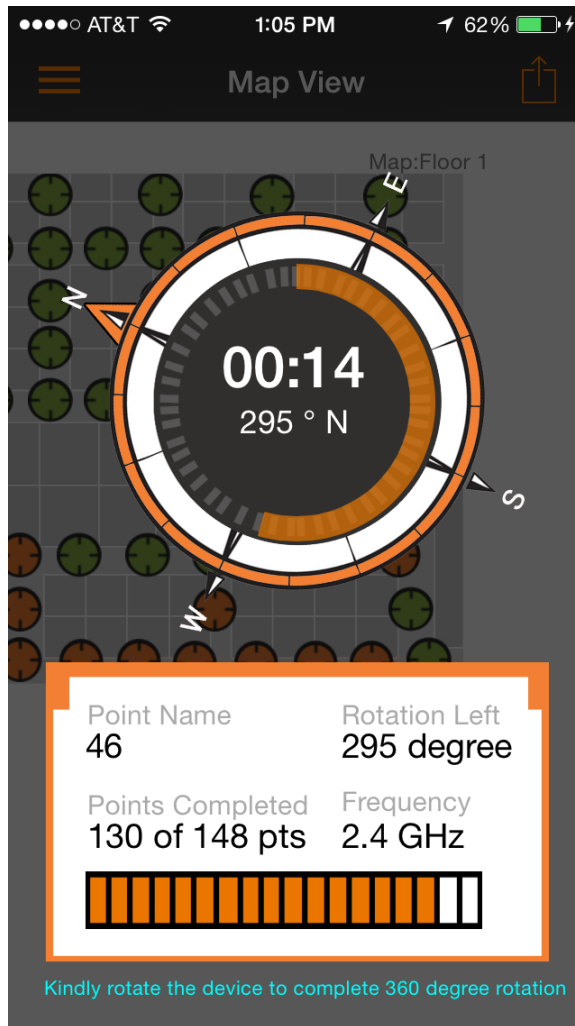 AT&T 1:05 PM 62%
Map View
Map:Floor 1
E
N
00:14
295 ° N
S
W
Point Name Rotation Left
46 295 degree
Points Completed Frequency
130 of 148 pts 2.4 GHz
Kindly rotate the device to complete 360 degree rotation